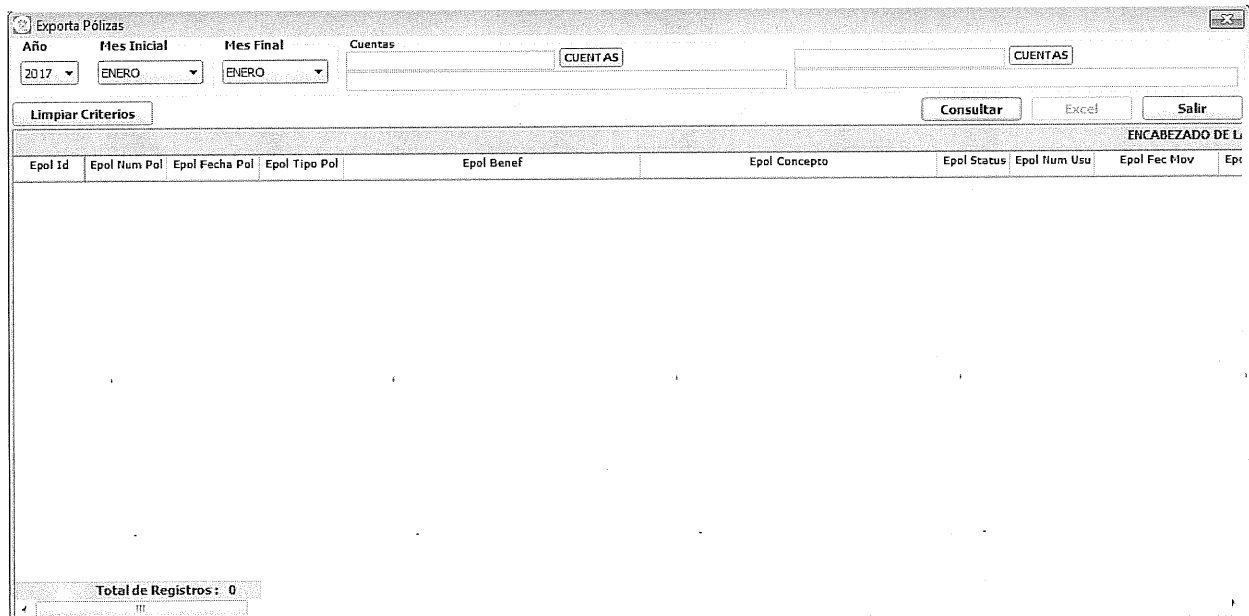 Exporta Pólizas
Año Mes Inicial Mes Final Cuentas
2017 ENERO ENERO CUENTAS CUENTAS
Limpiar Criterios Consultar Excel Salir
ENCABEZADO DE L
Epol Id Epol Num Pol Epol Fecha Pol Epol Tipo Pol Epol Benef Epol Concepto Epol Status Epol Num Usu Epol Fec Mov Epo
Total de Registros: 0